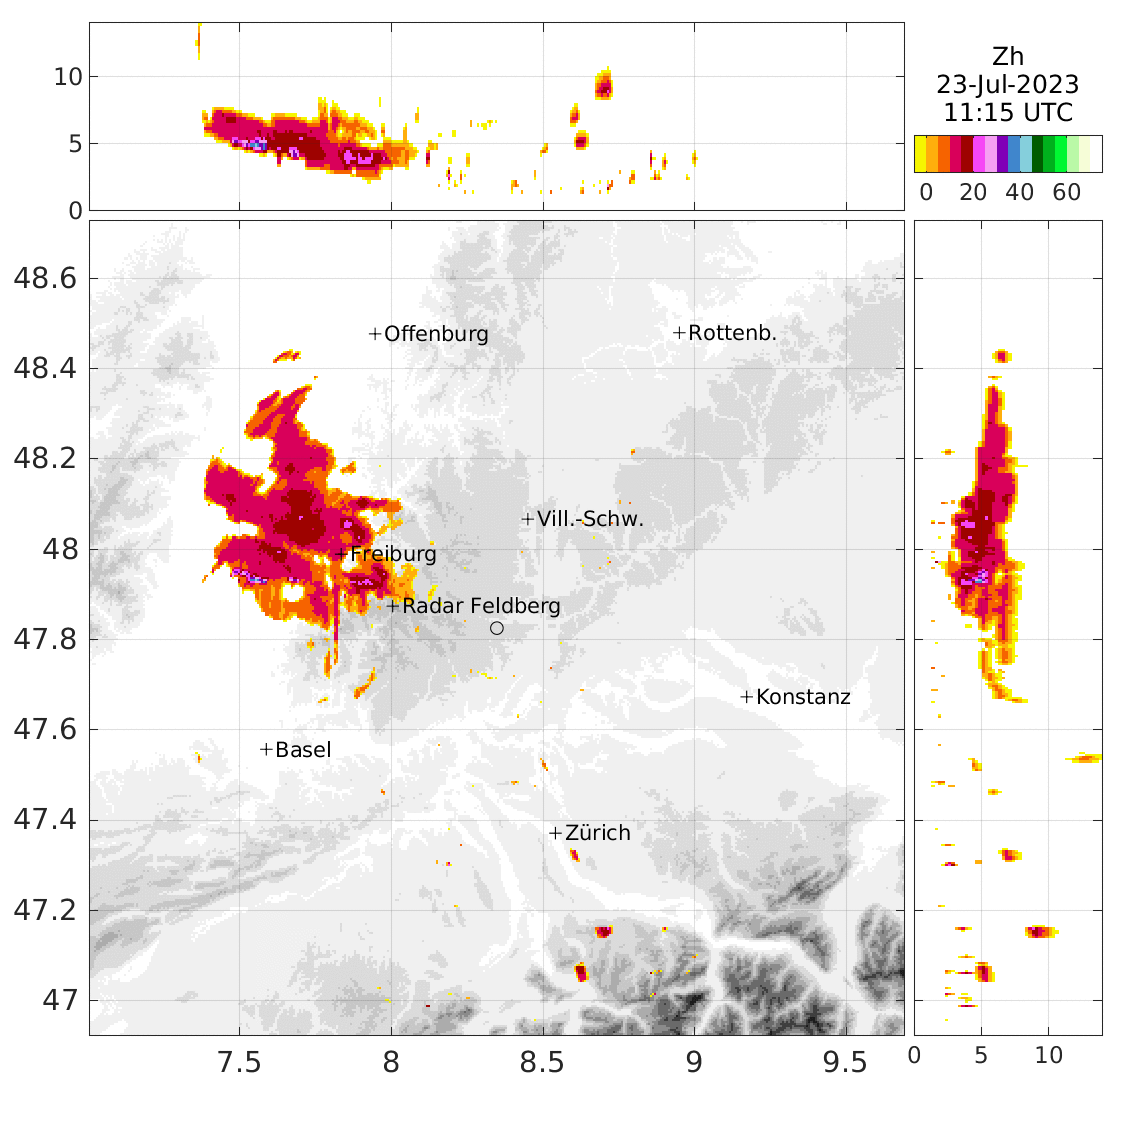 Zh
23-Jul-2023
11:15 UTC
0 20 40 60
10
5
0
48.6
48.4
48.2
48
47.8
47.6
47.4
47.2
47
+Offenburg
+Rottenb.
+Vill.-Schw.
+Freiburg
+Radar Feldberg
+Konstanz
+Basel
+Zürich
7.5 8 8.5 9 9.5
0 5 10